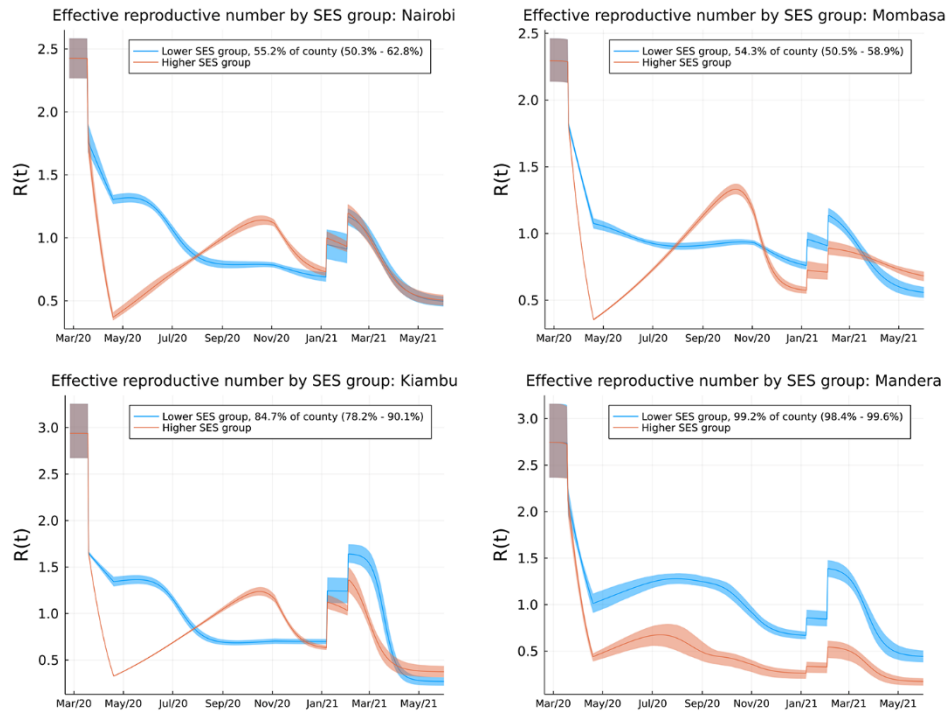 Effective reproductive number by SES group: Nairobi
Lower SES group, 55.2% of county (50.3% - 62.8%)
Higher SES group
R(t)
2.5
2.0
1.5
1.0
0.5
Mar/20 May/20 Jul/20 Sep/20 Nov/20 Jan/21 Mar/21 May/21
Effective reproductive number by SES group: Mombasa
Lower SES group, 54.3% of county (50.5% - 58.9%)
Higher SES group
R(t)
2.5
2.0
1.5
1.0
0.5
Mar/20 May/20 Jul/20 Sep/20 Nov/20 Jan/21 Mar/21 May/21
Effective reproductive number by SES group: Kiambu
Lower SES group, 84.7% of county (78.2% - 90.1%)
Higher SES group
R(t)
3.0
2.5
2.0
1.5
1.0
0.5
Mar/20 May/20 Jul/20 Sep/20 Nov/20 Jan/21 Mar/21 May/21
Effective reproductive number by SES group: Mandera
Lower SES group, 99.2% of county (98.4% - 99.6%)
Higher SES group
R(t)
3.0
2.5
2.0
1.5
1.0
0.5
Mar/20 May/20 Jul/20 Sep/20 Nov/20 Jan/21 Mar/21 May/21